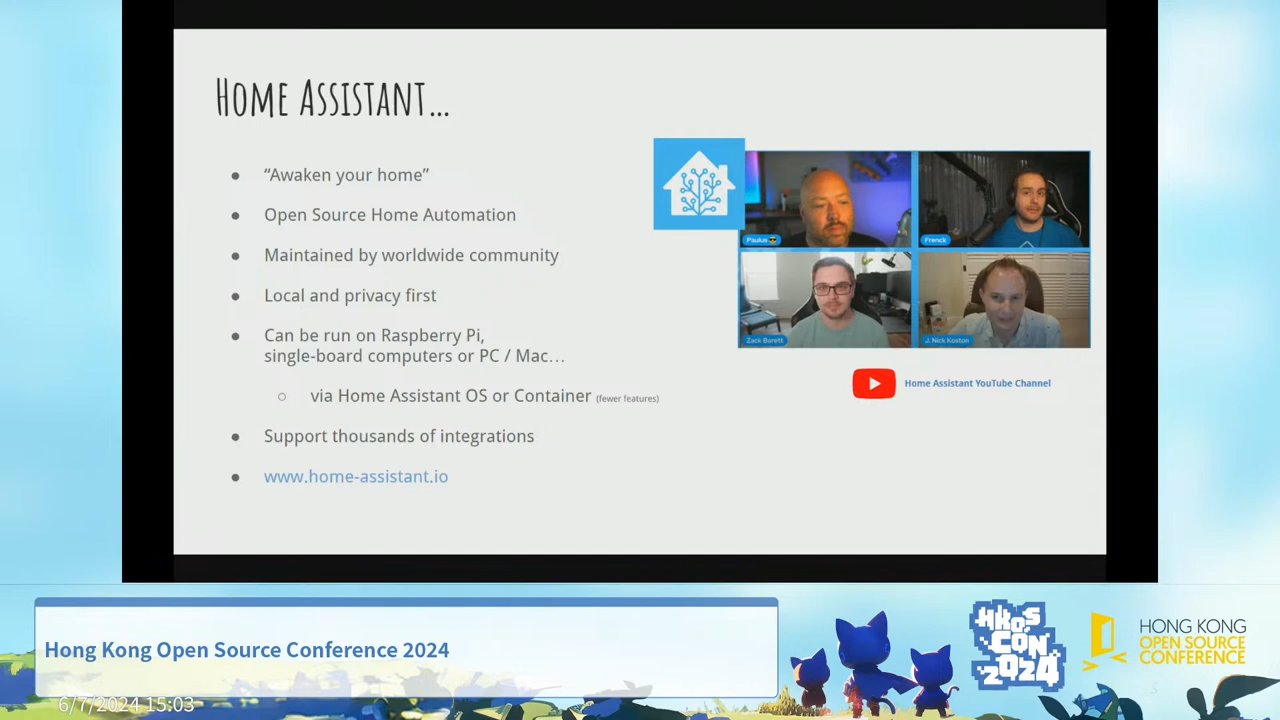 Home Assistant…
● “Awaken your home”
● Open Source Home Automation
● Maintained by worldwide community
● Local and privacy first
● Can be run on Raspberry Pi,
single-board computers or PC / Mac…
○ via Home Assistant OS or Container (fewer features)
● Support thousands of integrations
● www.home-assistant.io
Paulus 😎
Frenck
Zack Barett
J. Nick Koston
Home Assistant YouTube Channel
Hong Kong Open Source Conference 2024
6/7/2024 15:03
HKOS
CON
2024
HONG KONG
OPEN SOURCE
CONFERENCE